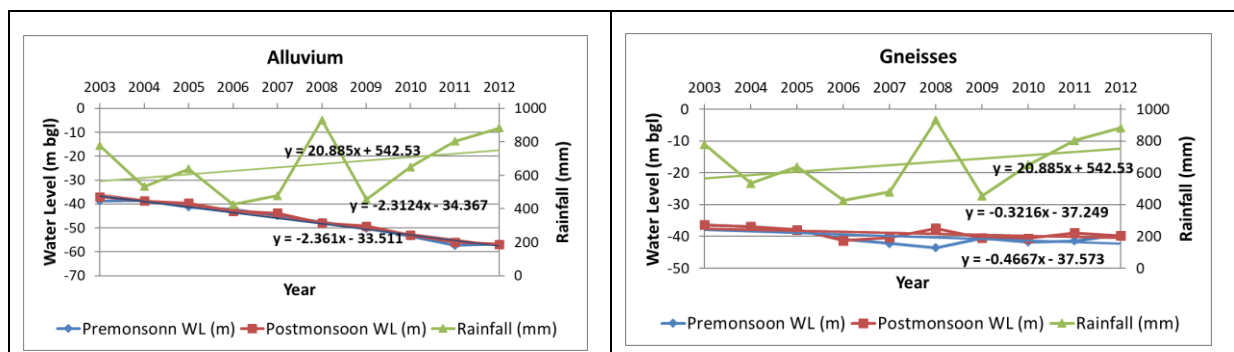 Alluvium
2003 2004 2005 2006 2007 2008 2009 2010 2011 2012
Water Level (m bgl)
0
-10
-20
-30
-40
-50
-60
-70
1000
800
600
400
200
0
Rainfall (mm)
y = 20.885x + 542.53
y = -2.3124x - 34.367
y = -2.361x - 33.511
Year
Premonsonn WL (m) Postmonsoon WL (m) Rainfall (mm)
Gneisses
2003 2004 2005 2006 2007 2008 2009 2010 2011 2012
Water Level (m bgl)
0
-10
-20
-30
-40
-50
1000
800
600
400
200
0
Rainfall (mm)
y = 20.885x + 542.53
y = -0.3216x - 37.249
y = -0.4667x - 37.573
Year
Premonsoon WL (m) Postmonsoon WL (m) Rainfall (mm)